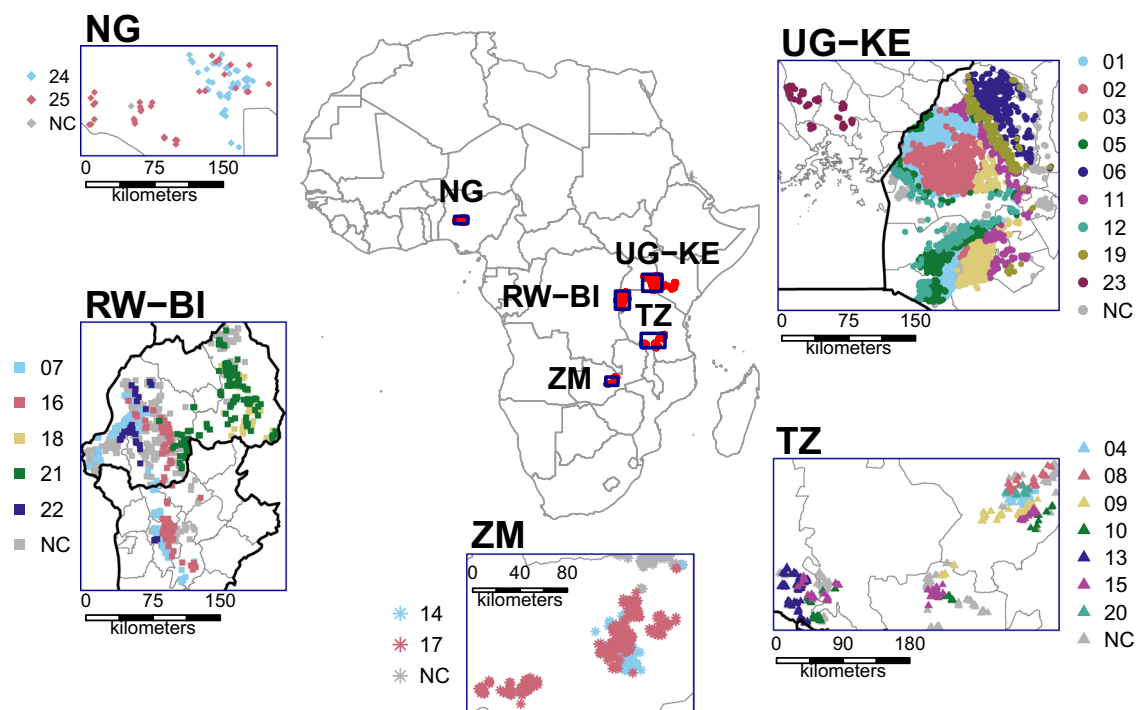 NG
24
25
NC
0 75 150
kilometers
UG−KE
01
02
03
05
06
11
12
19
23
NC
0 75 150
kilometers
NG
UG−KE
RW−BI
TZ
ZM
RW−BI
07
16
18
21
22
NC
0 75 150
kilometers
TZ
04
08
09
10
13
15
20
NC
0 90 180
kilometers
ZM
0 40 80
kilometers
14
17
NC